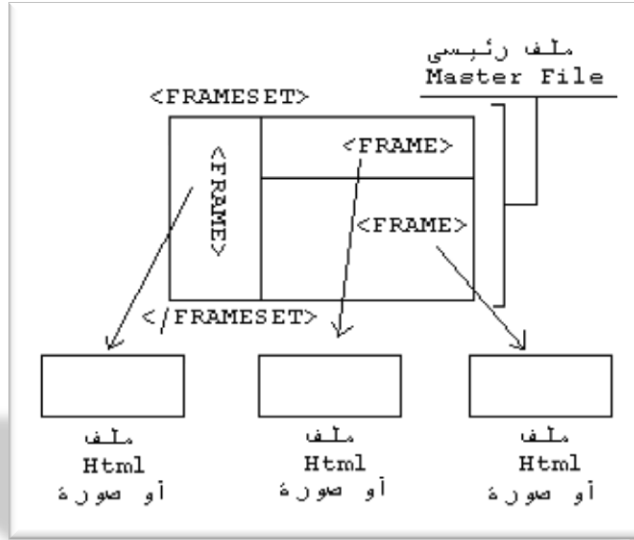 ملف رئيسى
Master File
<FRAMESET>
<FRAME>
<FRAME>
<FRAME>
</FRAMESET>
ملف
Html
أو صورة
ملف
Html
أو صورة
ملف
Html
أو صورة